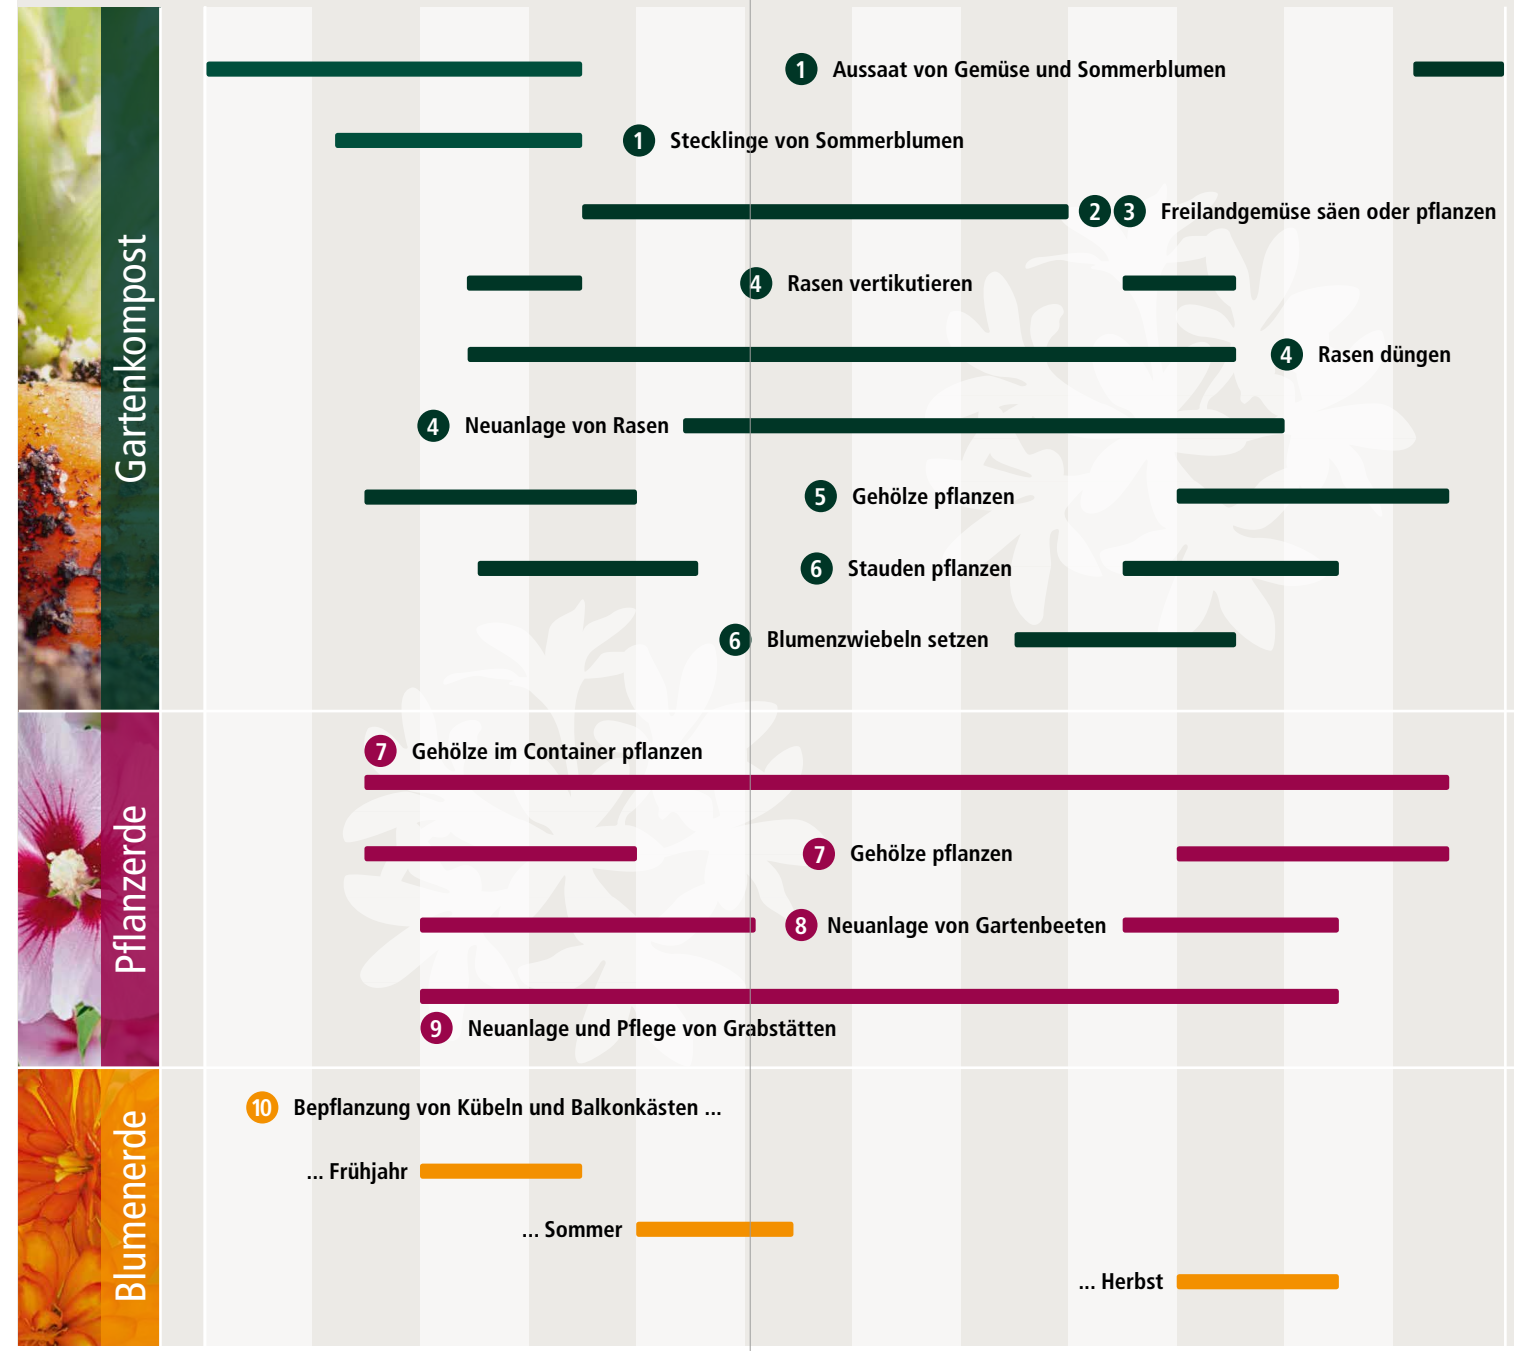 Gartenkompost
1 Aussaat von Gemüse und Sommerblumen
1 Stecklinge von Sommerblumen
2 3 Freilandgemüse säen oder pflanzen
4 Rasen vertikutieren
4 Rasen düngen
4 Neuanlage von Rasen
5 Gehölze pflanzen
6 Stauden pflanzen
6 Blumenzwiebeln setzen
Pflanzerde
7 Gehölze im Container pflanzen
7 Gehölze pflanzen
8 Neuanlage von Gartenbeeten
9 Neuanlage und Pflege von Grabstätten
Blumenerde
10 Bepflanzung von Kübeln und Balkonkästen ...
... Frühjahr
... Sommer
... Herbst